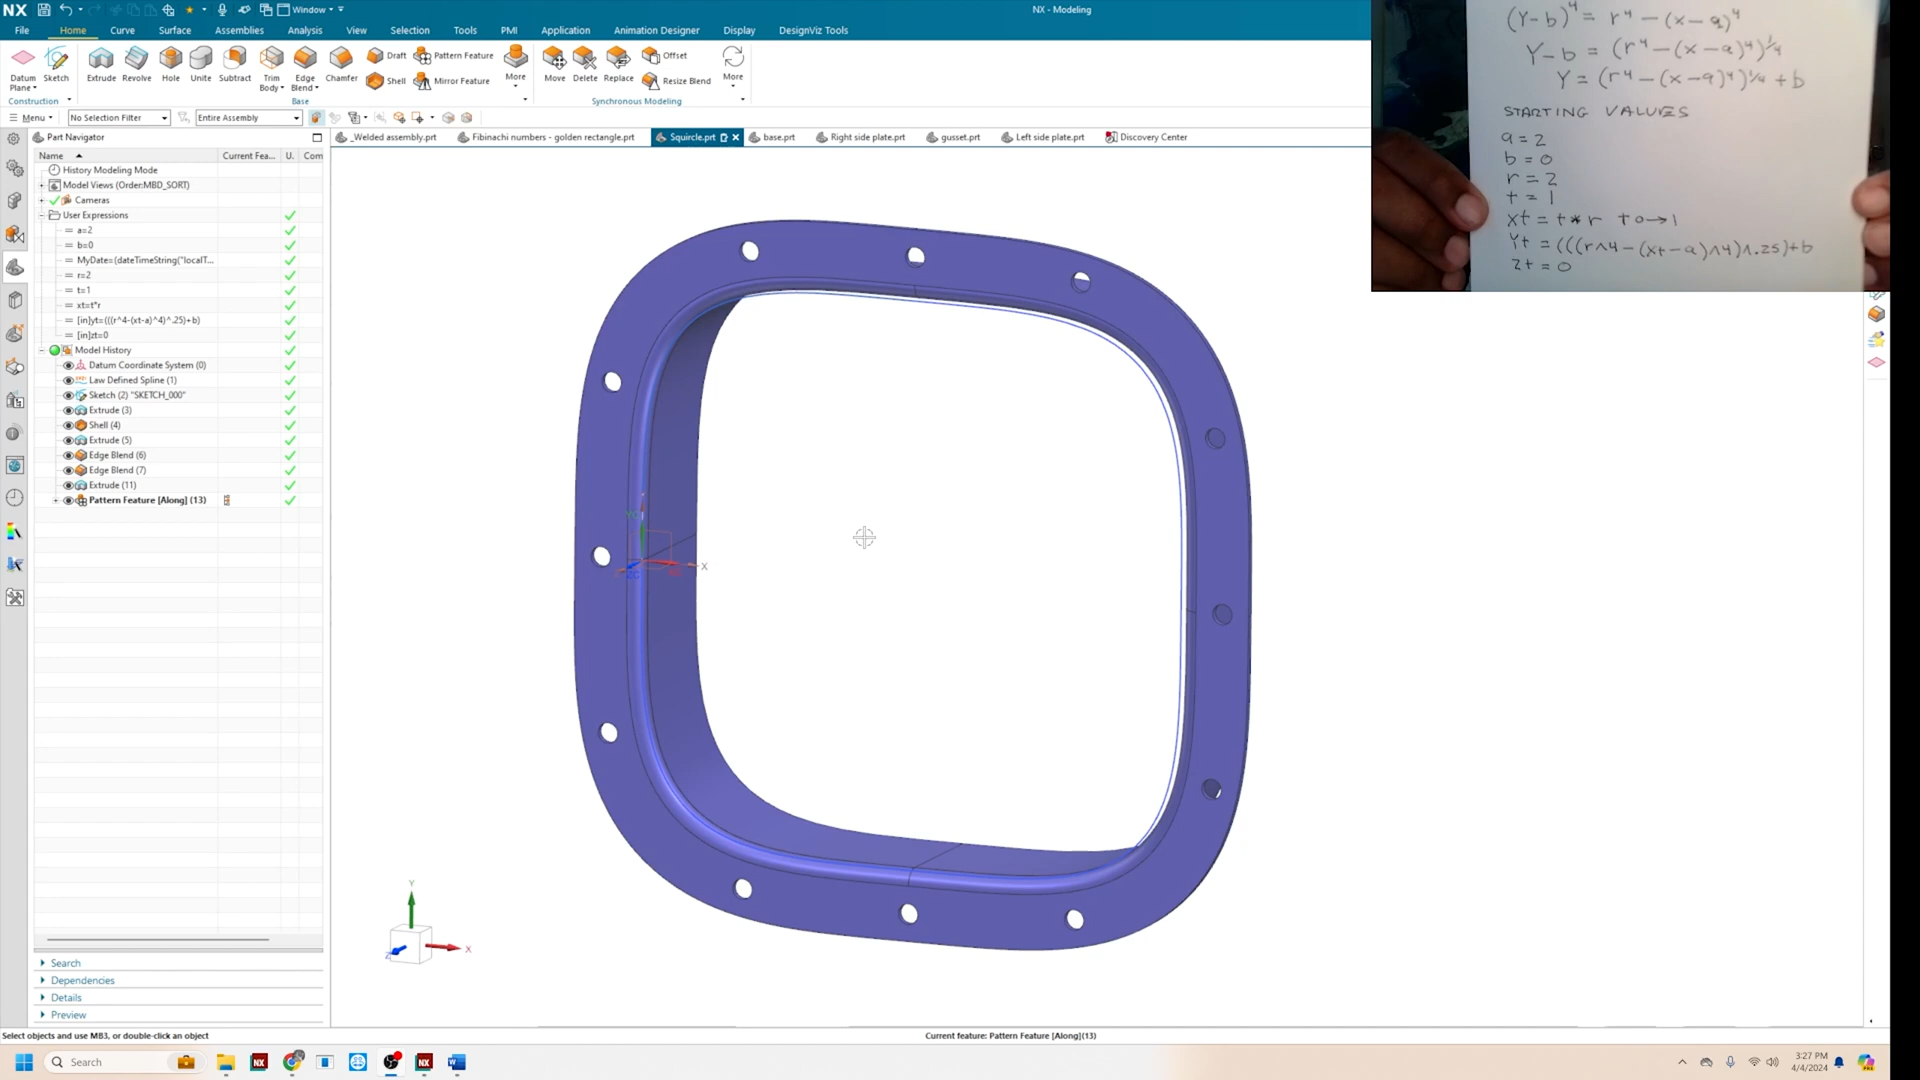 NX
Window
NX - Modeling
File Home Curve Surface Assemblies Analysis View Selection Render Tools PMI Application Animation Designer Display DesignViz Tools
Datum Plane
Sketch
Extrude
Revolve
Hole
Unite
Subtract
Trim Body
Edge Blend
Chamfer
Draft
Shell
Pattern Feature
Mirror Feature
More
Move
Delete
Replace
Offset
Resize Blend
More
Construction
Base
Synchronous Modeling
Menu
No Selection Filter
Entire Assembly
Part Navigator
_Welded assembly.prt
Fibinachi numbers - golden rectangle.prt
Squircle.prt
base.prt
Right side plate.prt
gusset.prt
Left side plate.prt
Discovery Center
Name Current Fea... U. Com
History Modeling Mode
Model Views (Order:MBD_SORT)
Cameras
User Expressions
a=2
b=0
MyDate=(dateTimeString("localT...
r=2
t=1
xt=t*r
[in]yt=(((r^4-(xt-a)^4)^.25)+b)
[in]zt=0
Model History
Datum Coordinate System (0)
Law Defined Spline (1)
Sketch (2) "SKETCH_000"
Extrude (3)
Shell (4)
Extrude (5)
Edge Blend (6)
Edge Blend (7)
Extrude (11)
Pattern Feature [Along] (13)
Search
Dependencies
Details
Preview
X
Y
X
Z
(Y-b)⁴ = r⁴ - (x-a)⁴
Y-b = (r⁴-(x-a)⁴)¹/⁴
Y = (r⁴-(x-a)⁴)¹/⁴ + b
STARTING VALUES
a = 2
b = 0
r = 2
t = 1
xt = t*r t 0→1
Yt = (((r^4-(xt-a)^4)^.25)+b
zt = 0
Select objects and use MB3, or double-click an object
Current feature: Pattern Feature [Along](13)
Search
3:27 PM
4/4/2024